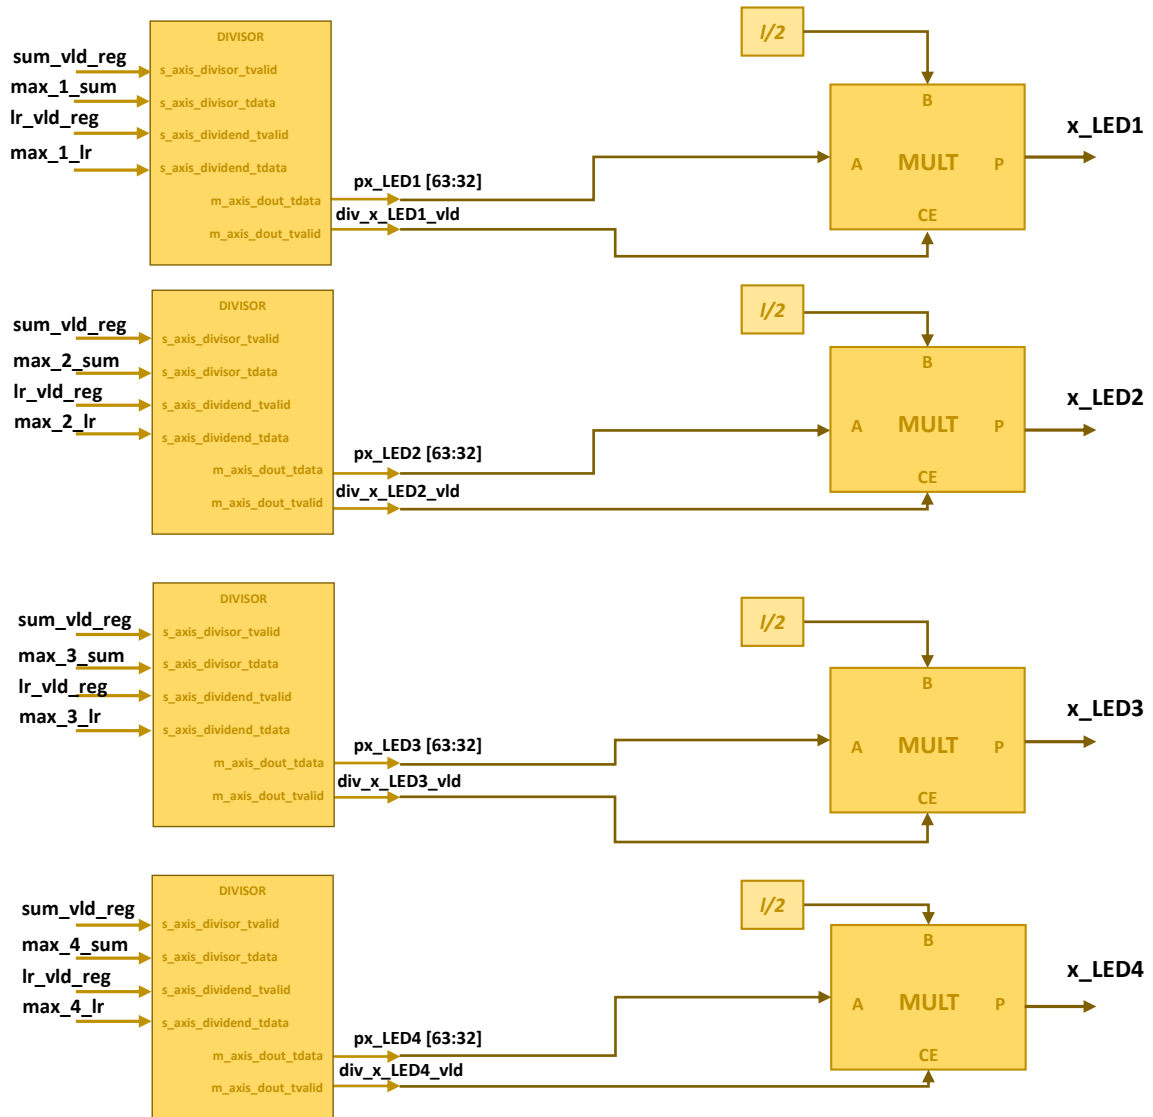 DIVISOR
l/2
sum_vld_reg
s_axis_divisor_tvalid
max_1_sum
s_axis_divisor_tdata
B
lr_vld_reg
s_axis_dividend_tvalid
x_LED1
max_1_lr
s_axis_dividend_tdata
A MULT P
px_LED1 [63:32]
m_axis_dout_tdata
div_x_LED1_vld
CE
m_axis_dout_tvalid
DIVISOR
l/2
sum_vld_reg
s_axis_divisor_tvalid
max_2_sum
s_axis_divisor_tdata
B
lr_vld_reg
s_axis_dividend_tvalid
x_LED2
max_2_lr
s_axis_dividend_tdata
A MULT P
px_LED2 [63:32]
m_axis_dout_tdata
CE
div_x_LED2_vld
m_axis_dout_tvalid
DIVISOR
l/2
sum_vld_reg
s_axis_divisor_tvalid
max_3_sum
s_axis_divisor_tdata
B
lr_vld_reg
s_axis_dividend_tvalid
x_LED3
max_3_lr
s_axis_dividend_tdata
A MULT P
px_LED3 [63:32]
m_axis_dout_tdata
div_x_LED3_vld
CE
m_axis_dout_tvalid
DIVISOR
l/2
sum_vld_reg
s_axis_divisor_tvalid
max_4_sum
s_axis_divisor_tdata
B
lr_vld_reg
s_axis_dividend_tvalid
x_LED4
max_4_lr
s_axis_dividend_tdata
A MULT P
px_LED4 [63:32]
m_axis_dout_tdata
CE
div_x_LED4_vld
m_axis_dout_tvalid